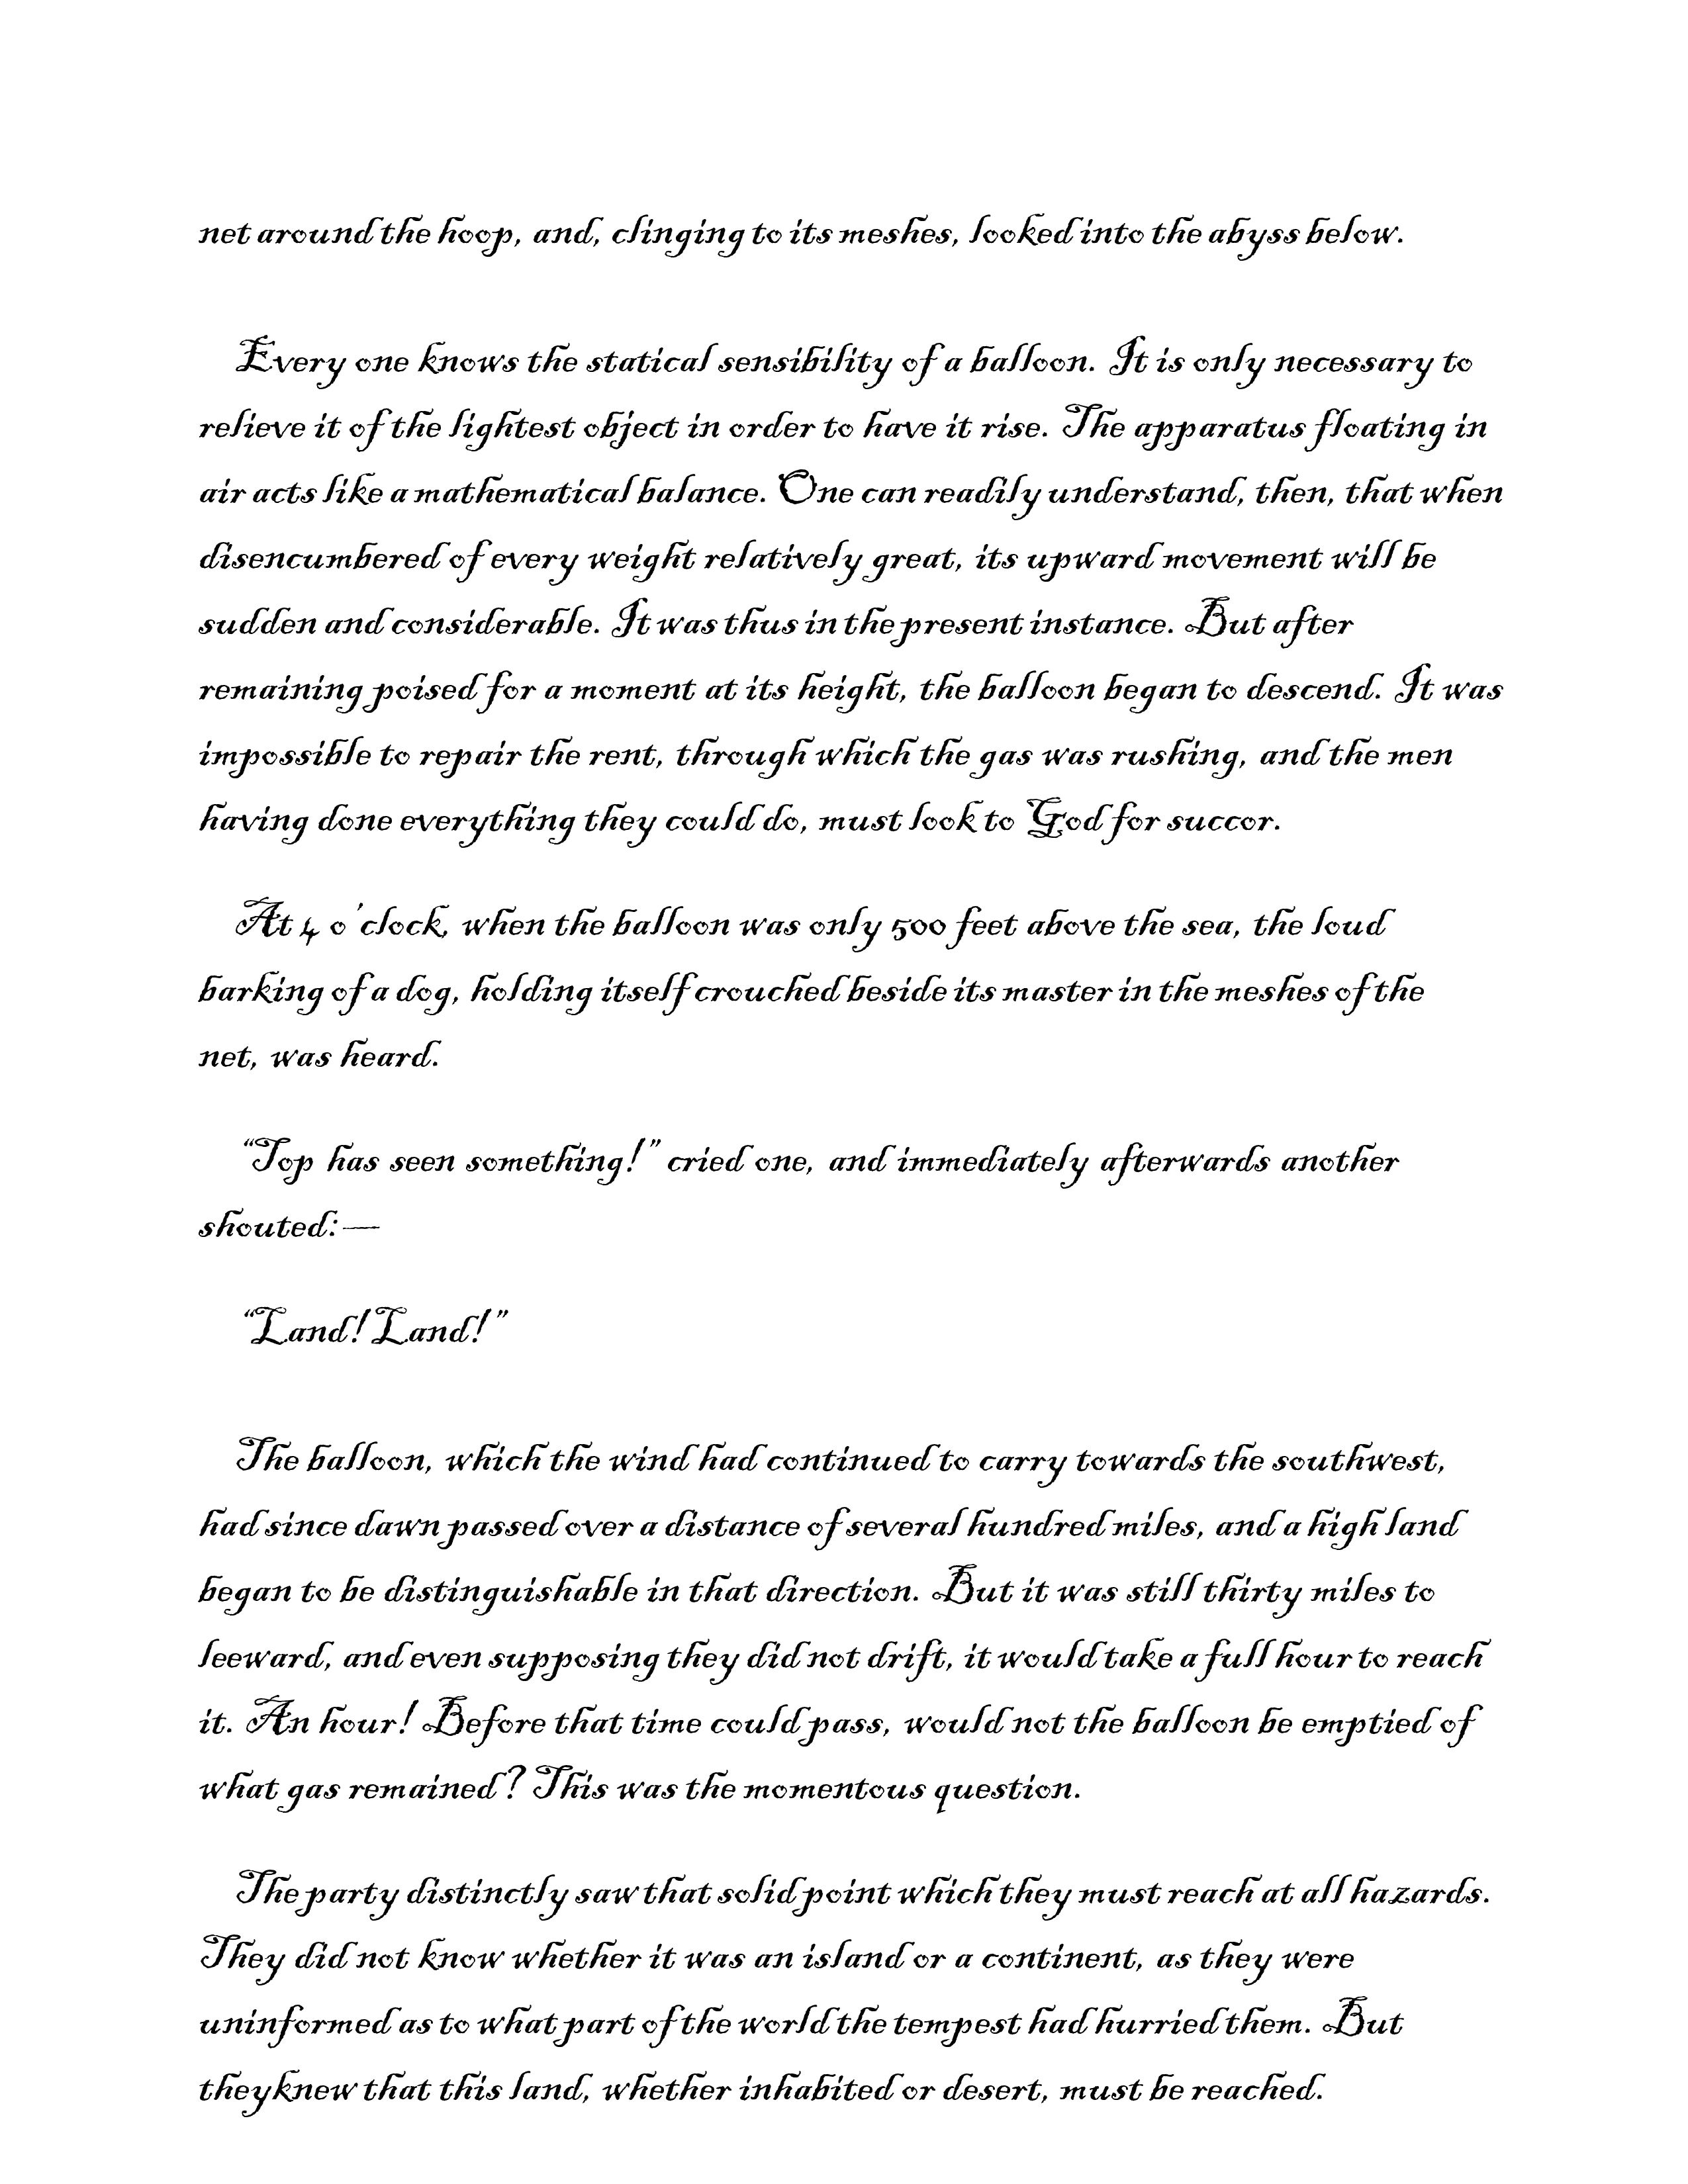 net around the hoop, and, clinging to its meshes, looked into the abyss below.
Every one knows the statical sensibility of a balloon. It is only necessary to
relieve it of the lightest object in order to have it rise. The apparatus floating in
air acts like a mathematical balance. One can readily understand, then, that when
disencumbered of every weight relatively great, its upward movement will be
sudden and considerable. It was thus in the present instance. But after
remaining poised for a moment at its height, the balloon began to descend. It was
impossible to repair the rent, through which the gas was rushing, and the men
having done everything they could do, must look to God for succor.
At 4 o'clock, when the balloon was only 500 feet above the sea, the loud
barking of a dog, holding itself crouched beside its master in the meshes of the
net, was heard.
“Top has seen something!” cried one, and immediately afterwards another
shouted:—
“Land! Land!”
The balloon, which the wind had continued to carry towards the southwest,
had since dawn passed over a distance of several hundred miles, and a high land
began to be distinguishable in that direction. But it was still thirty miles to
leeward, and even supposing they did not drift, it would take a full hour to reach
it. An hour! Before that time could pass, would not the balloon be emptied of
what gas remained? This was the momentous question.
The party distinctly saw that solid point which they must reach at all hazards.
They did not know whether it was an island or a continent, as they were
uninformed as to what part of the world the tempest had hurried them. But
they knew that this land, whether inhabited or desert, must be reached.